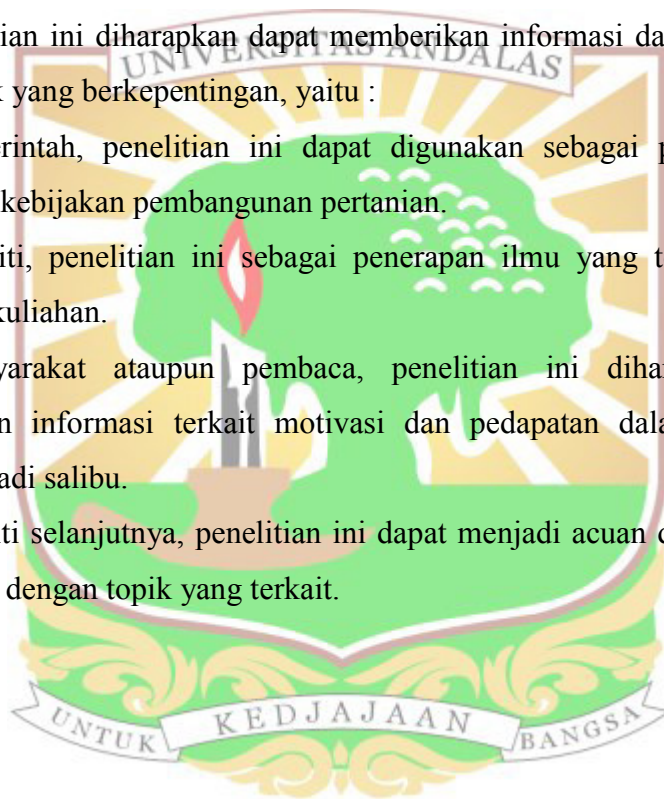 ian ini diharapkan dapat memberikan informasi da
UNIVERSITAS ANDALAS
k yang berkepentingan, yaitu :
erintah, penelitian ini dapat digunakan sebagai p
kebijakan pembangunan pertanian.
iti, penelitian ini sebagai penerapan ilmu yang t
kuliahan.
yarakat ataupun pembaca, penelitian ini dihar
n informasi terkait motivasi dan pedapatan dala
adi salibu.
ti selanjutnya, penelitian ini dapat menjadi acuan d
dengan topik yang terkait.
UNTUK KEDJAJAAN BANGSA